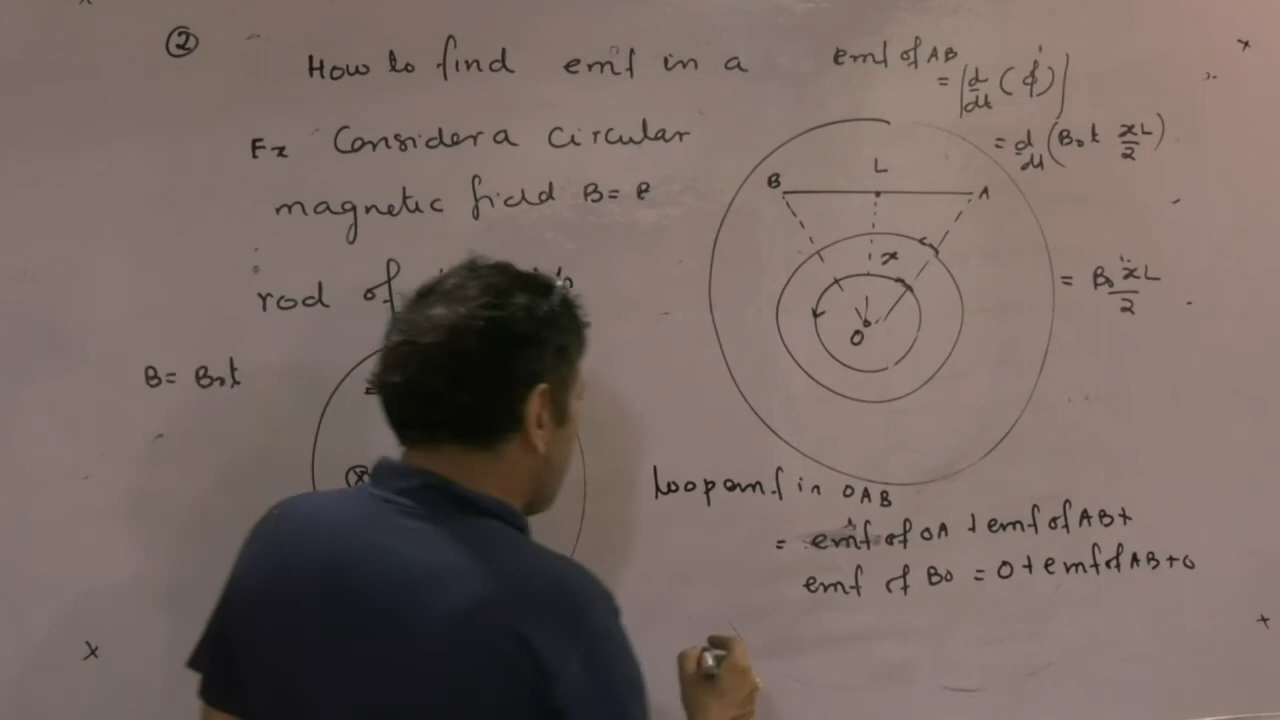 ②
How to find emf in a
Ex Consider a circular
magnetic field B=
rod of
B= B₀t
emf of AB
= |d/dt (ϕ)|
= d/dt (B₀t xL/2)
= B₀xL/2
B
L
A
x
O
Loop emf in OAB
= emf of OA + emf of AB+
emf of BO = 0+emf of AB+0